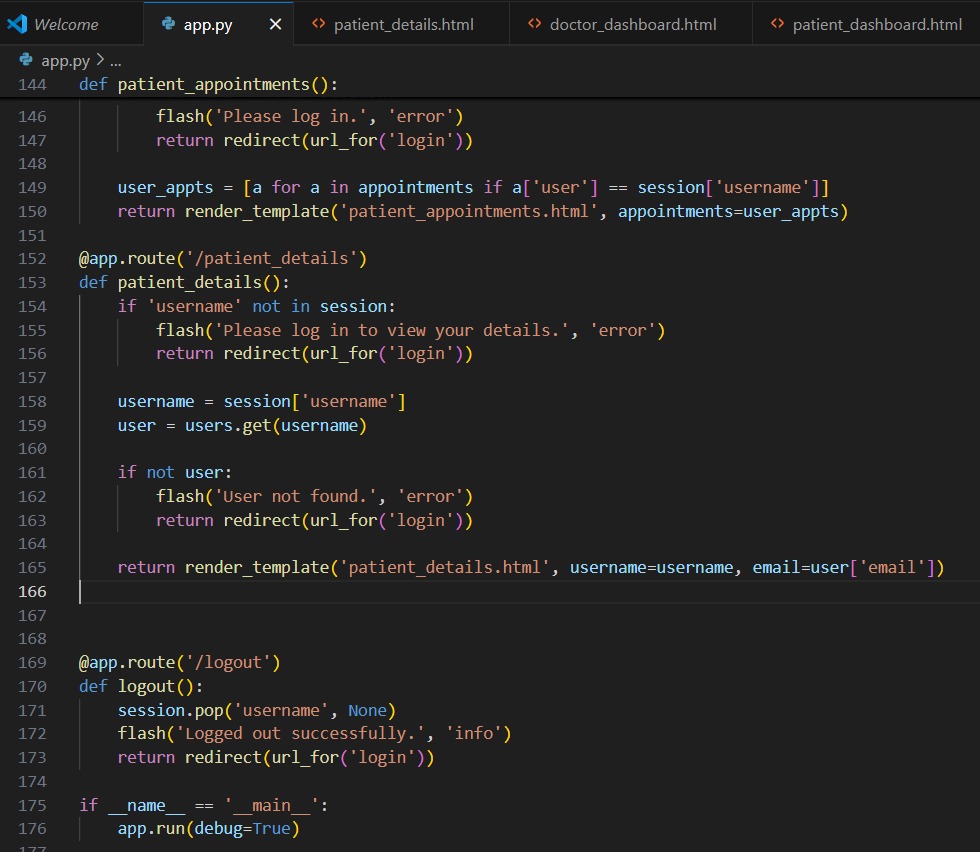 Welcome app.py patient_details.html doctor_dashboard.html patient_dashboard.html
app.py > ...
144 def patient_appointments():
146 flash('Please log in.', 'error')
147 return redirect(url_for('login'))
148
149 user_appts = [a for a in appointments if a['user'] == session['username']]
150 return render_template('patient_appointments.html', appointments=user_appts)
151
152 @app.route('/patient_details')
153 def patient_details():
154 if 'username' not in session:
155 flash('Please log in to view your details.', 'error')
156 return redirect(url_for('login'))
157
158 username = session['username']
159 user = users.get(username)
160
161 if not user:
162 flash('User not found.', 'error')
163 return redirect(url_for('login'))
164
165 return render_template('patient_details.html', username=username, email=user['email'])
166
167
168
169 @app.route('/logout')
170 def logout():
171 session.pop('username', None)
172 flash('Logged out successfully.', 'info')
173 return redirect(url_for('login'))
174
175 if __name__ == '__main__':
176 app.run(debug=True)
177